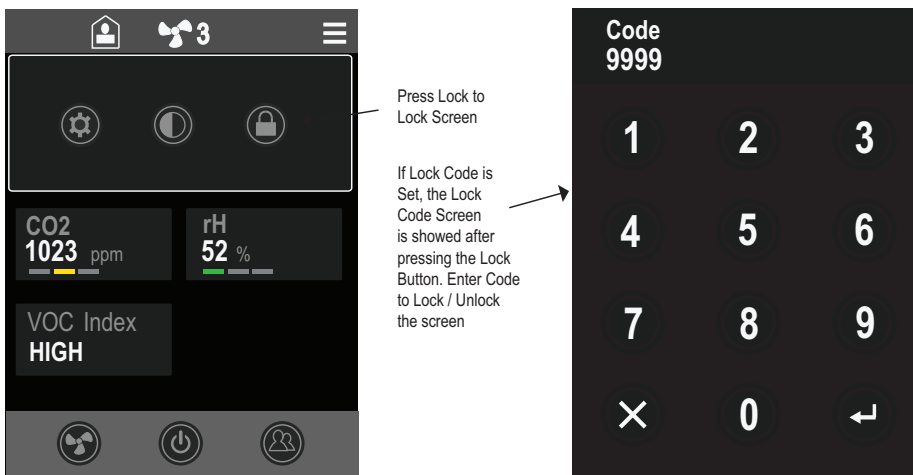 3
CO2
1023 ppm
rH
52 %
VOC Index
HIGH
Press Lock to
Lock Screen
If Lock Code is
Set, the Lock
Code Screen
is showed after
pressing the Lock
Button. Enter Code
to Lock / Unlock
the screen
Code
9999
1 2 3
4 5 6
7 8 9
0